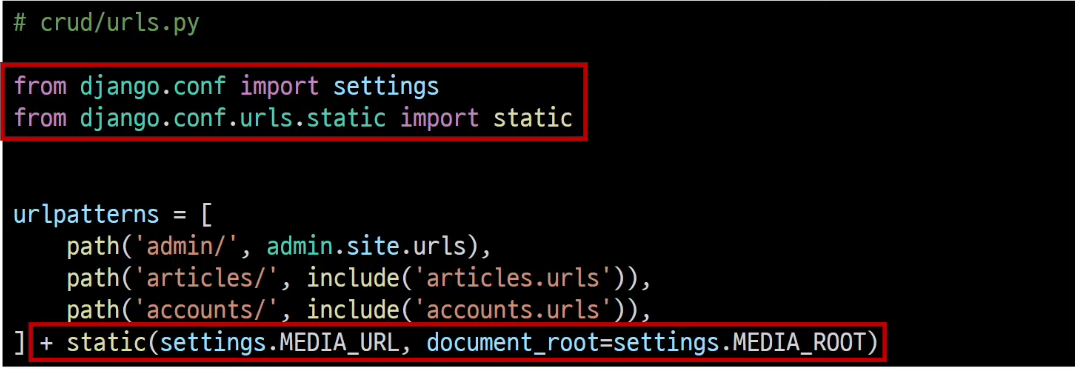 # crud/urls.py
from django.conf import settings
from django.conf.urls.static import static
urlpatterns = [
    path('admin/', admin.site.urls),
    path('articles/', include('articles.urls')),
    path('accounts/', include('accounts.urls')),
] + static(settings.MEDIA_URL, document_root=settings.MEDIA_ROOT)